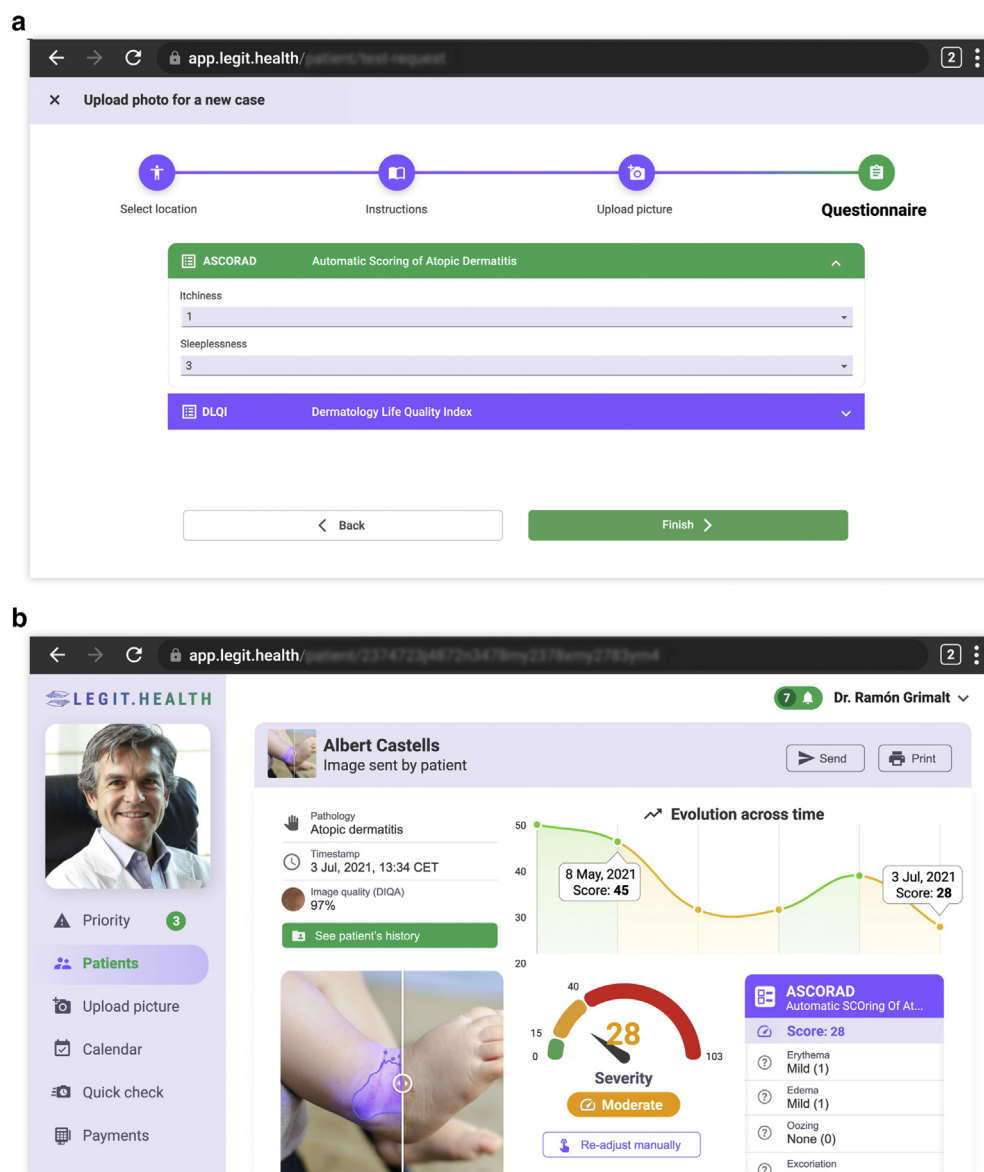 a
app.legit.health/
2
Upload photo for a new case
Select location
Instructions
Upload picture
Questionnaire
ASCORAD Automatic Scoring of Atopic Dermatitis
Itchiness
1
Sleeplessness
3
DLQI Dermatology Life Quality Index
Back
Finish
b
app.legit.health/
2
LEGIT.HEALTH
7
Dr. Ramón Grimalt
Albert Castells
Image sent by patient
Send
Print
Pathology
Atopic dermatitis
Timestamp
3 Jul, 2021, 13:34 CET
Image quality (DIQA)
97%
See patient's history
Evolution across time
50
40
30
20
8 May, 2021
Score: 45
3 Jul, 2021
Score: 28
Priority 3
Patients
Upload picture
Calendar
Quick check
Payments
40
15
0
28
103
Severity
Moderate
Re-adjust manually
ASCORAD
Automatic SCOring Of At...
Score: 28
Erythema
Mild (1)
Edema
Mild (1)
Oozing
None (0)
Excoriation